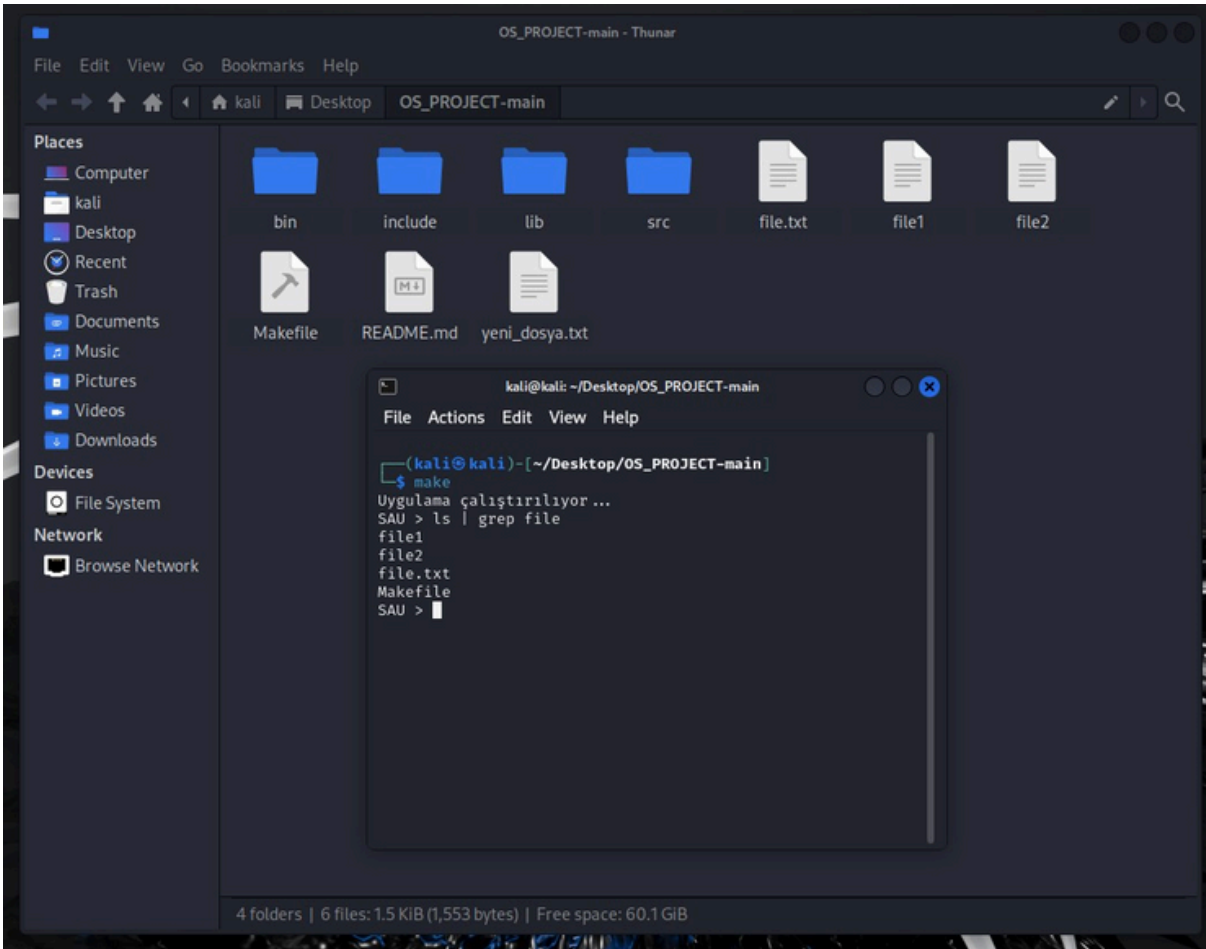 OS_PROJECT-main - Thunar
File Edit View Go Bookmarks Help
kali Desktop OS_PROJECT-main
Places
Computer
kali
Desktop
Recent
Trash
Documents
Music
Pictures
Videos
Downloads
Devices
File System
Network
Browse Network
bin include lib src file.txt file1 file2
M
Makefile README.md yeni_dosya.txt
kali@kali: ~/Desktop/OS_PROJECT-main
File Actions Edit View Help
(kali㉿kali)-[~/Desktop/OS_PROJECT-main]
$ make
Uygulama çalıştırılıyor...
SAU > ls | grep file
file1
file2
file.txt
Makefile
SAU >
4 folders | 6 files: 1.5 KiB (1,553 bytes) | Free space: 60.1 GiB